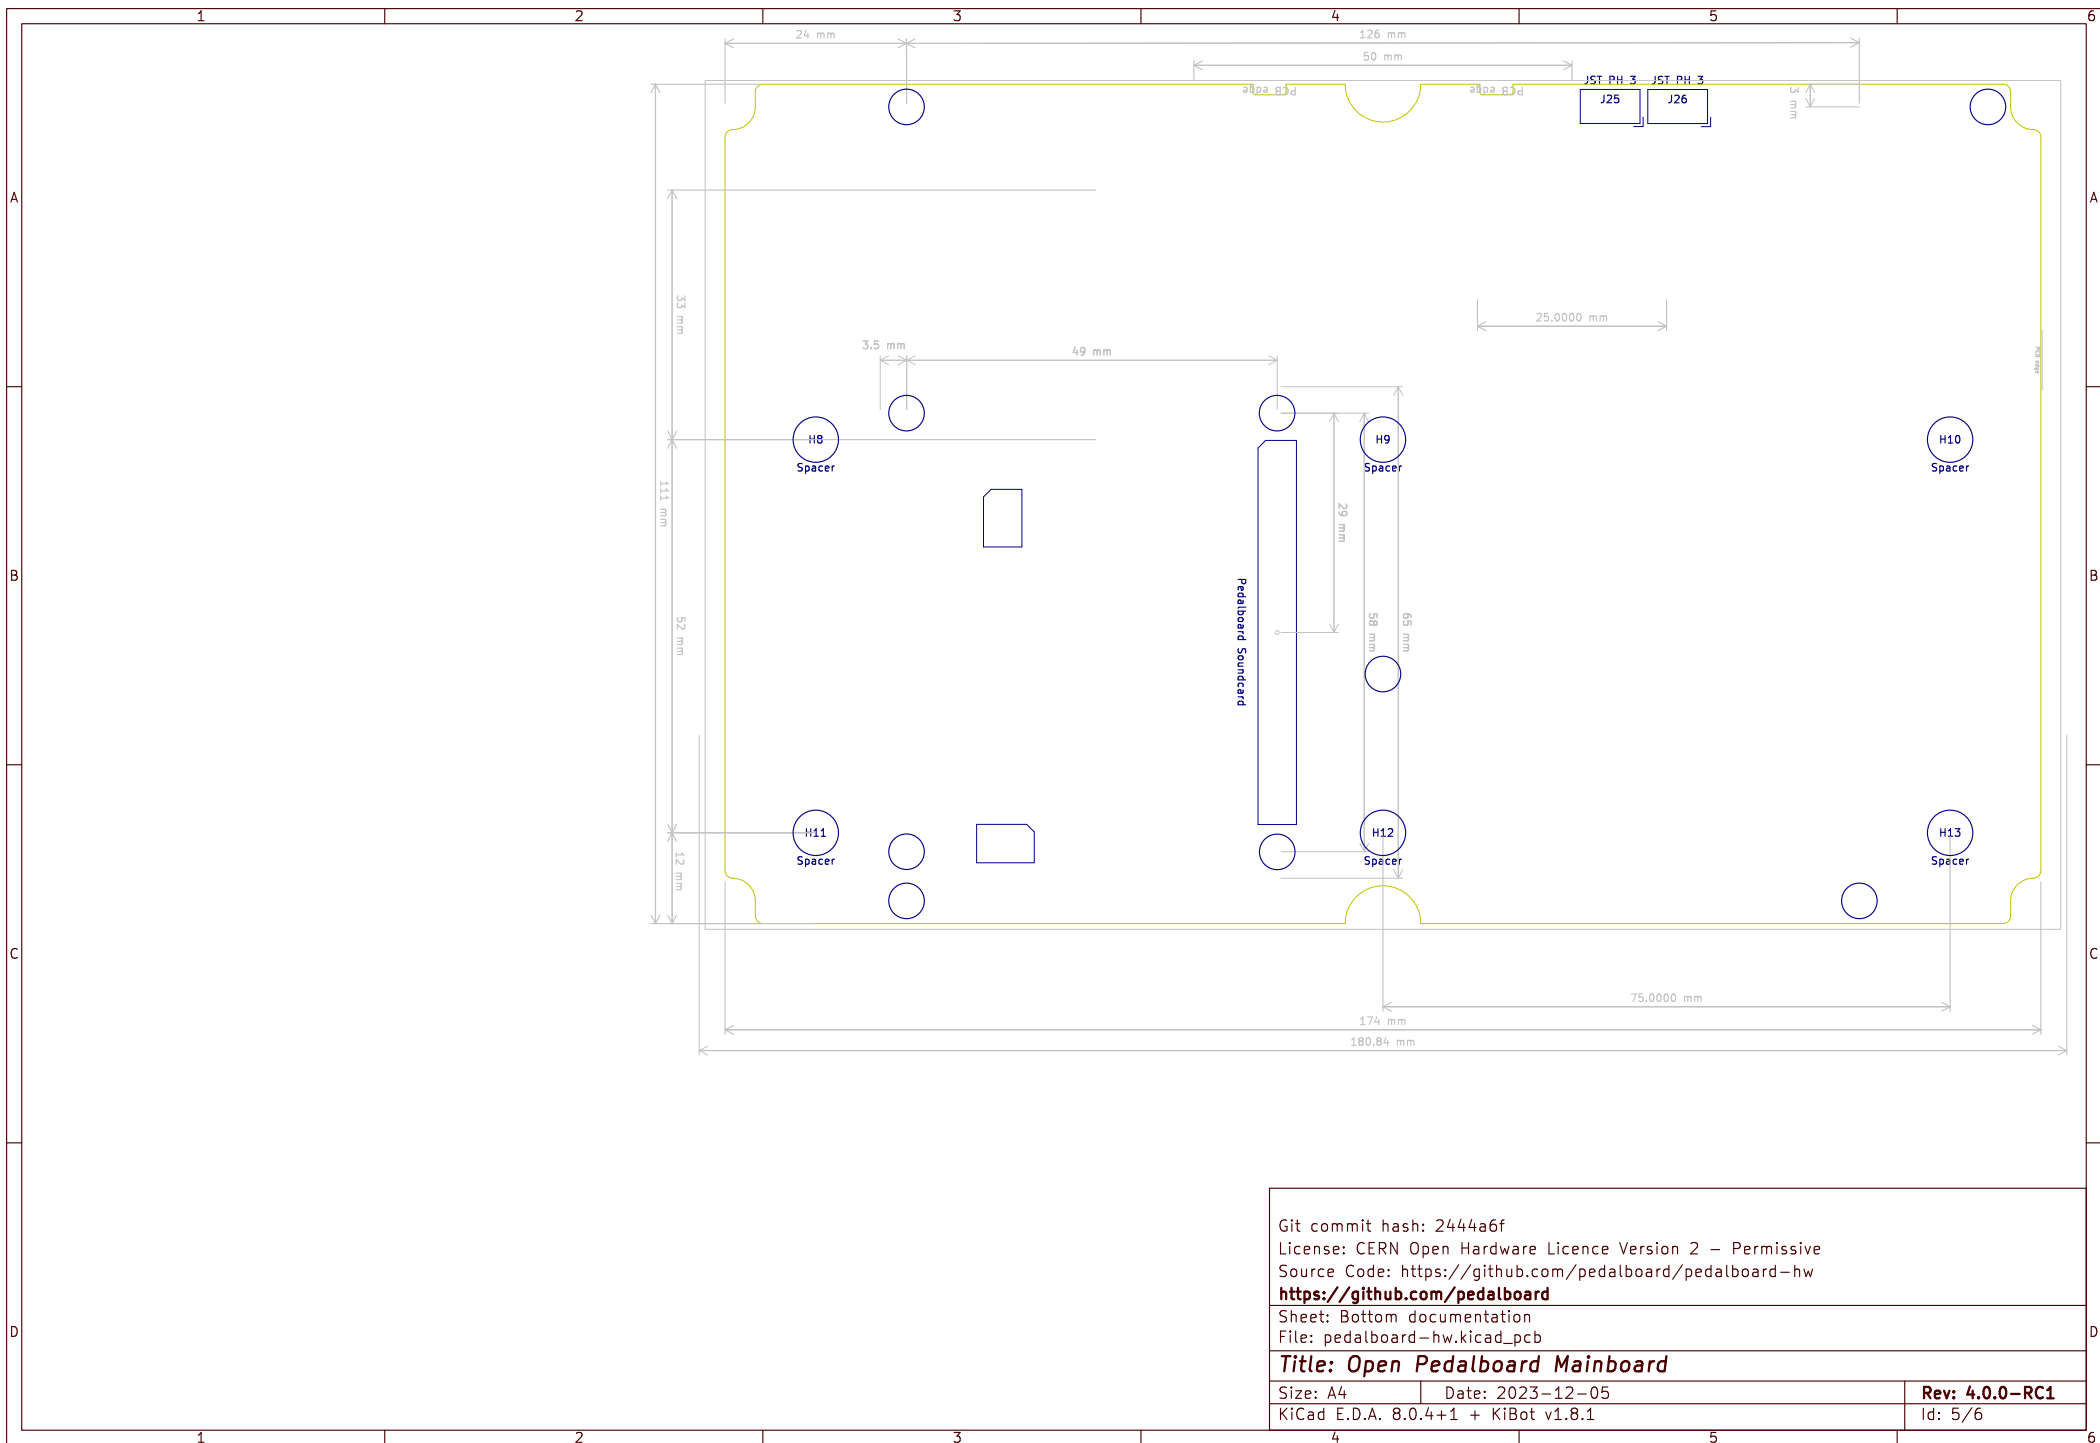 1 2 3 4 5 6
24 mm
126 mm
50 mm
JST PH 3 JST PH 3
PCB edge PCB edge
J25 J26
3 mm
A A
33 mm
25.0000 mm
3.5 mm
49 mm
PCB edge
H8 H9 H10
Spacer Spacer Spacer
111 mm
29 mm
B B
Pedalboard Soundcard
52 mm
58 mm
65 mm
H11 H12 H13
Spacer Spacer Spacer
12 mm
C C
75.0000 mm
174 mm
180.84 mm
Git commit hash: 2444a6f
License: CERN Open Hardware Licence Version 2 - Permissive
Source Code: https://github.com/pedalboard/pedalboard-hw
https://github.com/pedalboard
Sheet: Bottom documentation
File: pedalboard-hw.kicad_pcb
D D
Title: Open Pedalboard Mainboard
Size: A4 Date: 2023-12-05 Rev: 4.0.0-RC1
KiCad E.D.A. 8.0.4+1 + KiBot v1.8.1 Id: 5/6
1 2 3 4 5 6